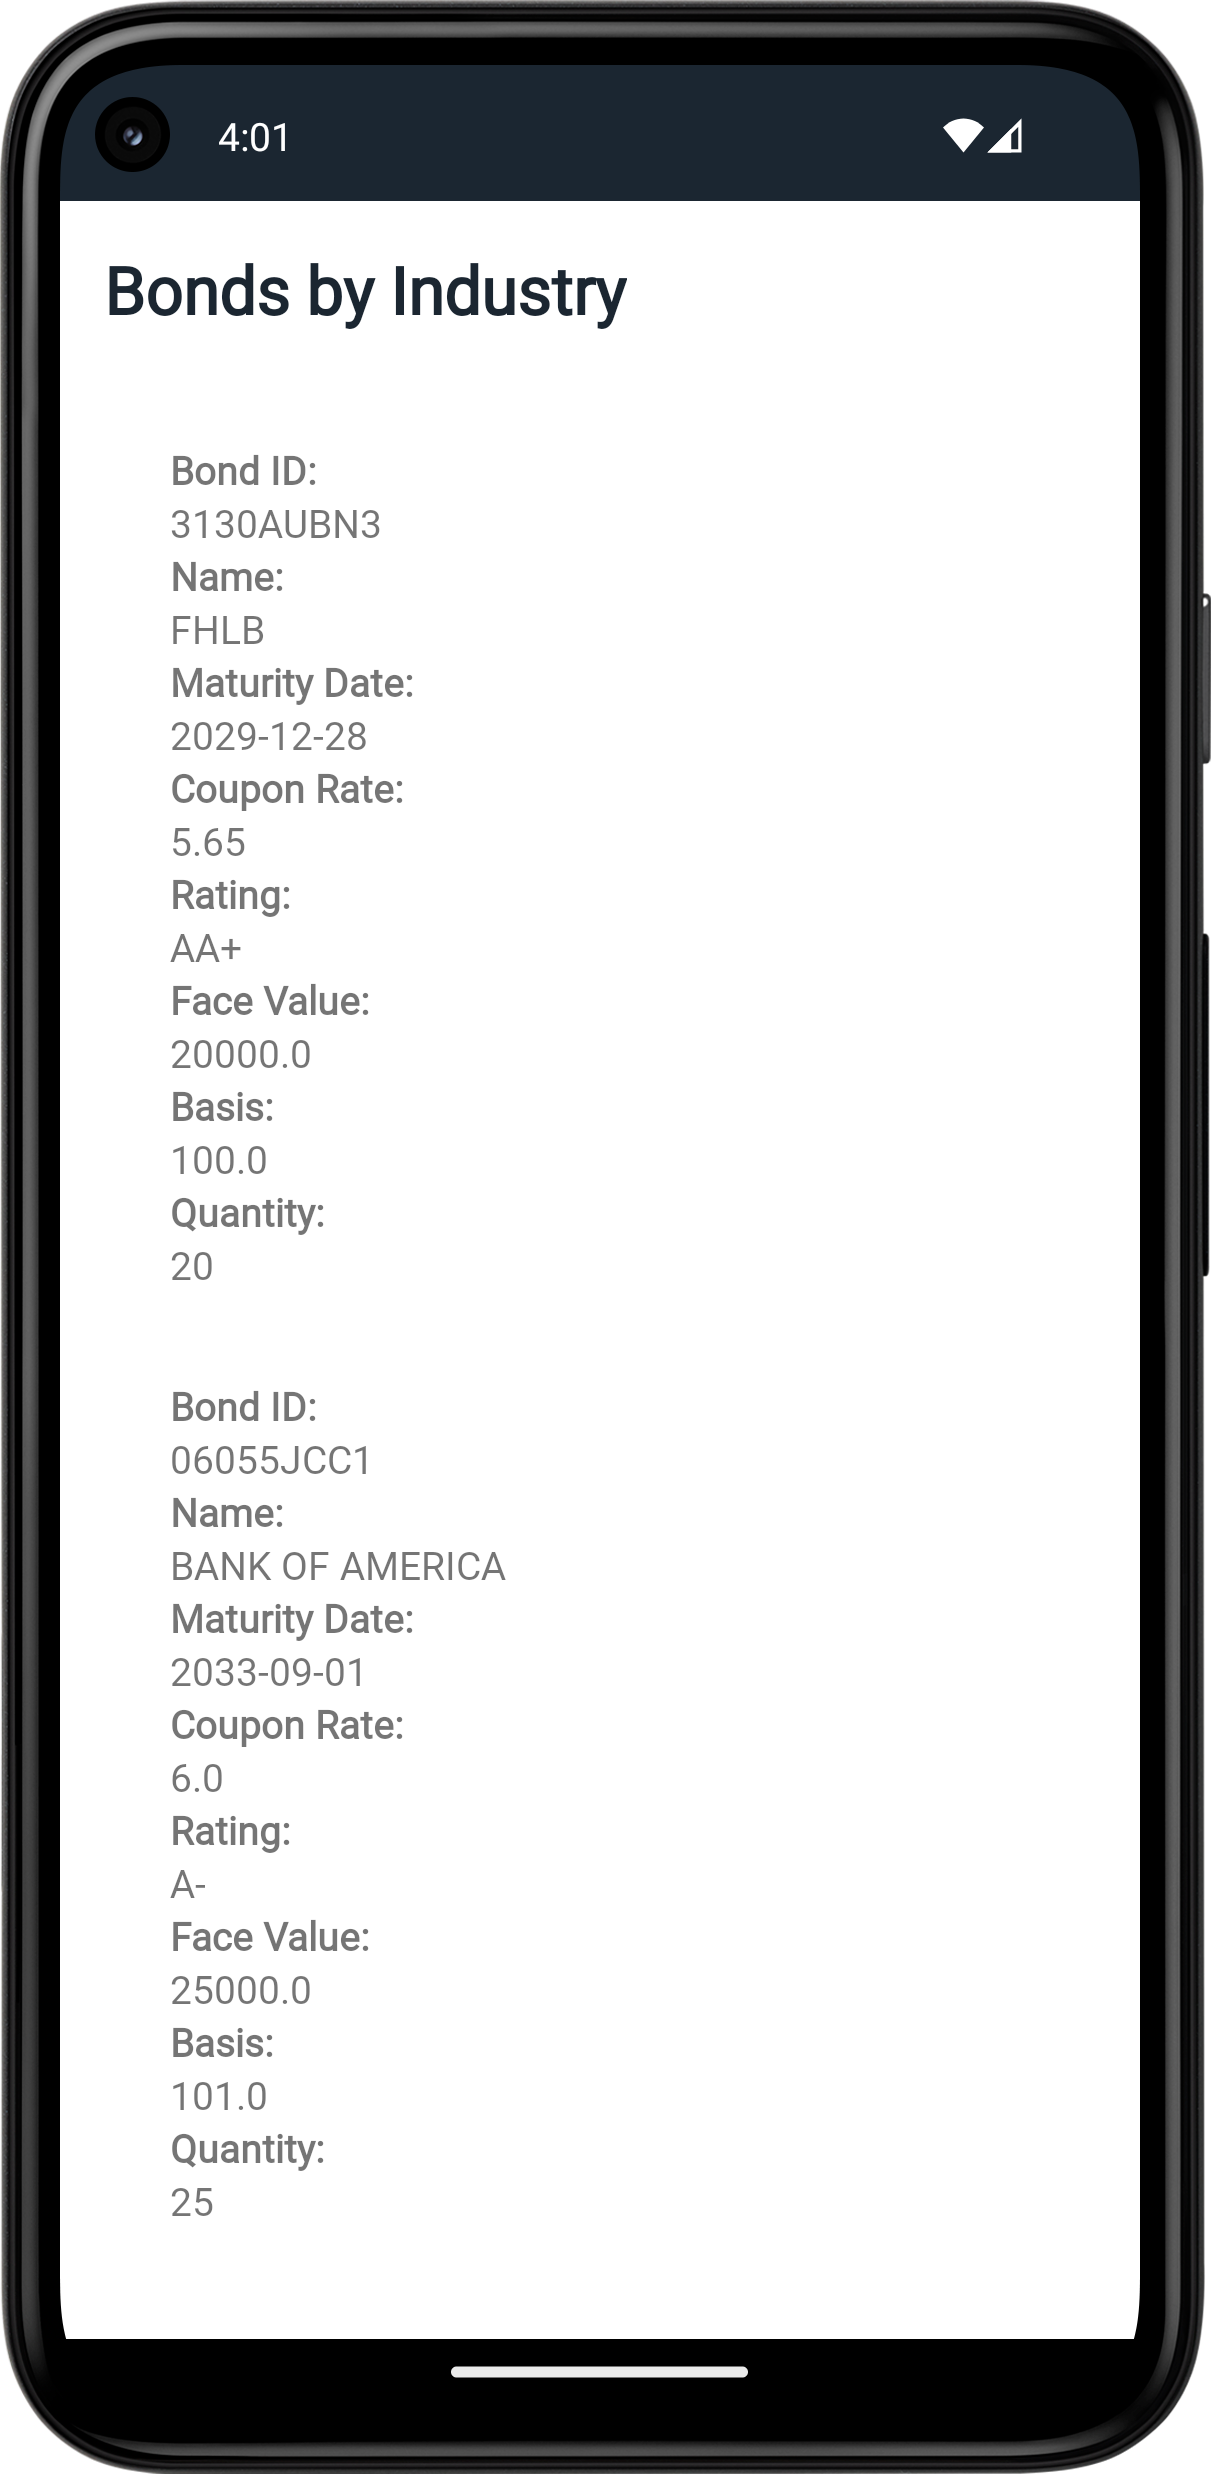 4:01
Bonds by Industry
Bond ID:
3130AUBN3
Name:
FHLB
Maturity Date:
2029-12-28
Coupon Rate:
5.65
Rating:
AA+
Face Value:
20000.0
Basis:
100.0
Quantity:
20
Bond ID:
06055JCC1
Name:
BANK OF AMERICA
Maturity Date:
2033-09-01
Coupon Rate:
6.0
Rating:
A-
Face Value:
25000.0
Basis:
101.0
Quantity:
25